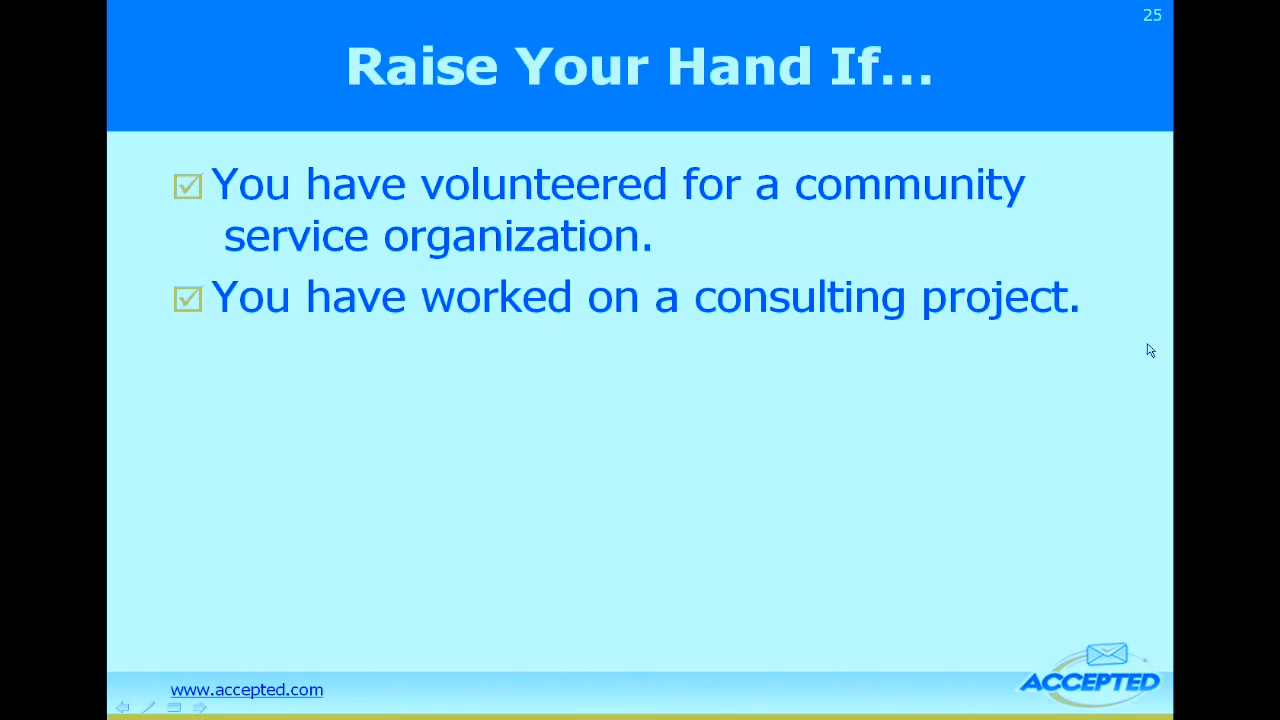 25
Raise Your Hand If...
You have volunteered for a community
service organization.
You have worked on a consulting project.
www.accepted.com
ACCEPTED